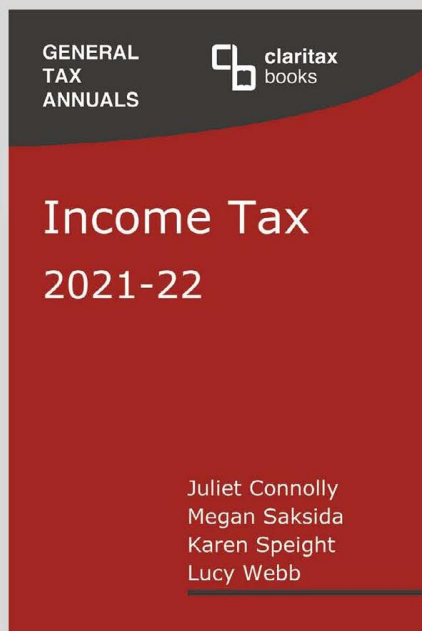 GENERAL
TAX
ANNUALS
claritax
books
Income Tax
2021-22
Juliet Connolly
Megan Saksida
Karen Speight
Lucy Webb